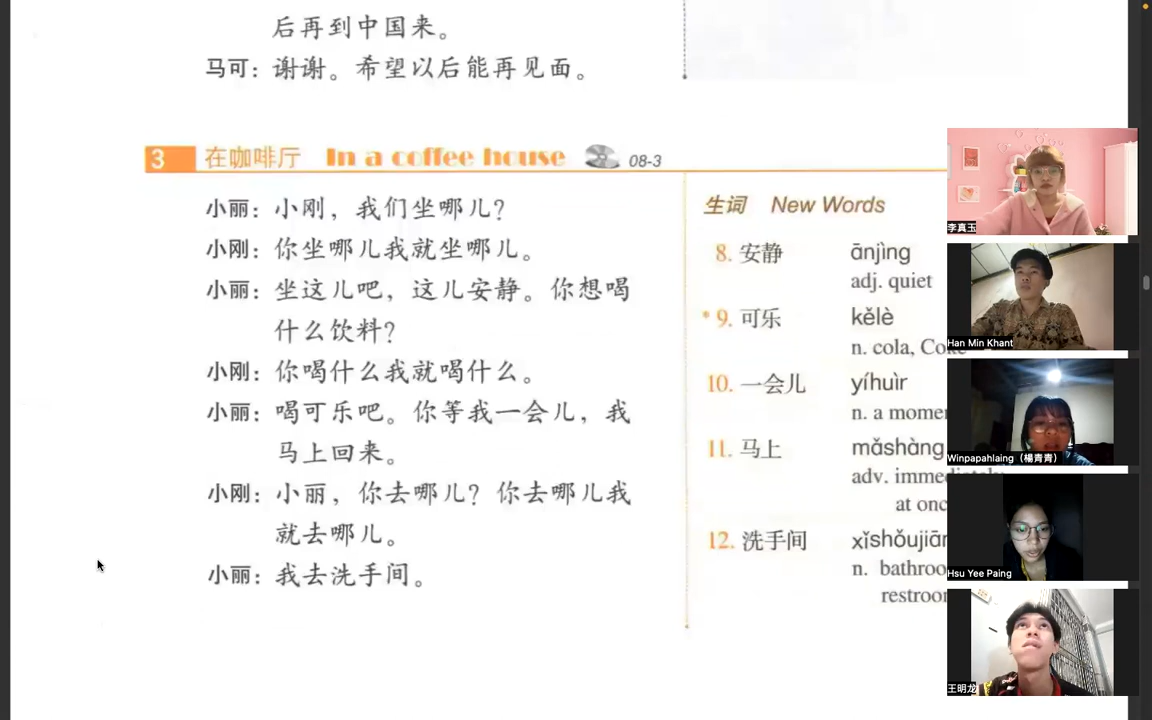 后再到中国来。
马可：谢谢。希望以后能再见面。
3 在咖啡厅 In a coffee house 08-3
小丽：小刚，我们坐哪儿？
小刚：你坐哪儿我就坐哪儿。
小丽：坐这儿吧，这儿安静。你想喝
什么饮料？
小刚：你喝什么我就喝什么。
小丽：喝可乐吧。你等我一会儿，我
马上回来。
小刚：小丽，你去哪儿？你去哪儿我
就去哪儿。
小丽：我去洗手间。
生词 New Words
8. 安静 ānjìng
adj. quiet
* 9. 可乐 kělè
n. cola, Coke
10. 一会儿 yíhuìr
n. a mome
11. 马上 mǎshàng
adv. immediately
at onc
12. 洗手间 xǐshǒujiān
n. bathroo
restroor
李真玉
Han Min Khant
Winpapahlaing（楊青青）
Hsu Yee Paing
王明龙